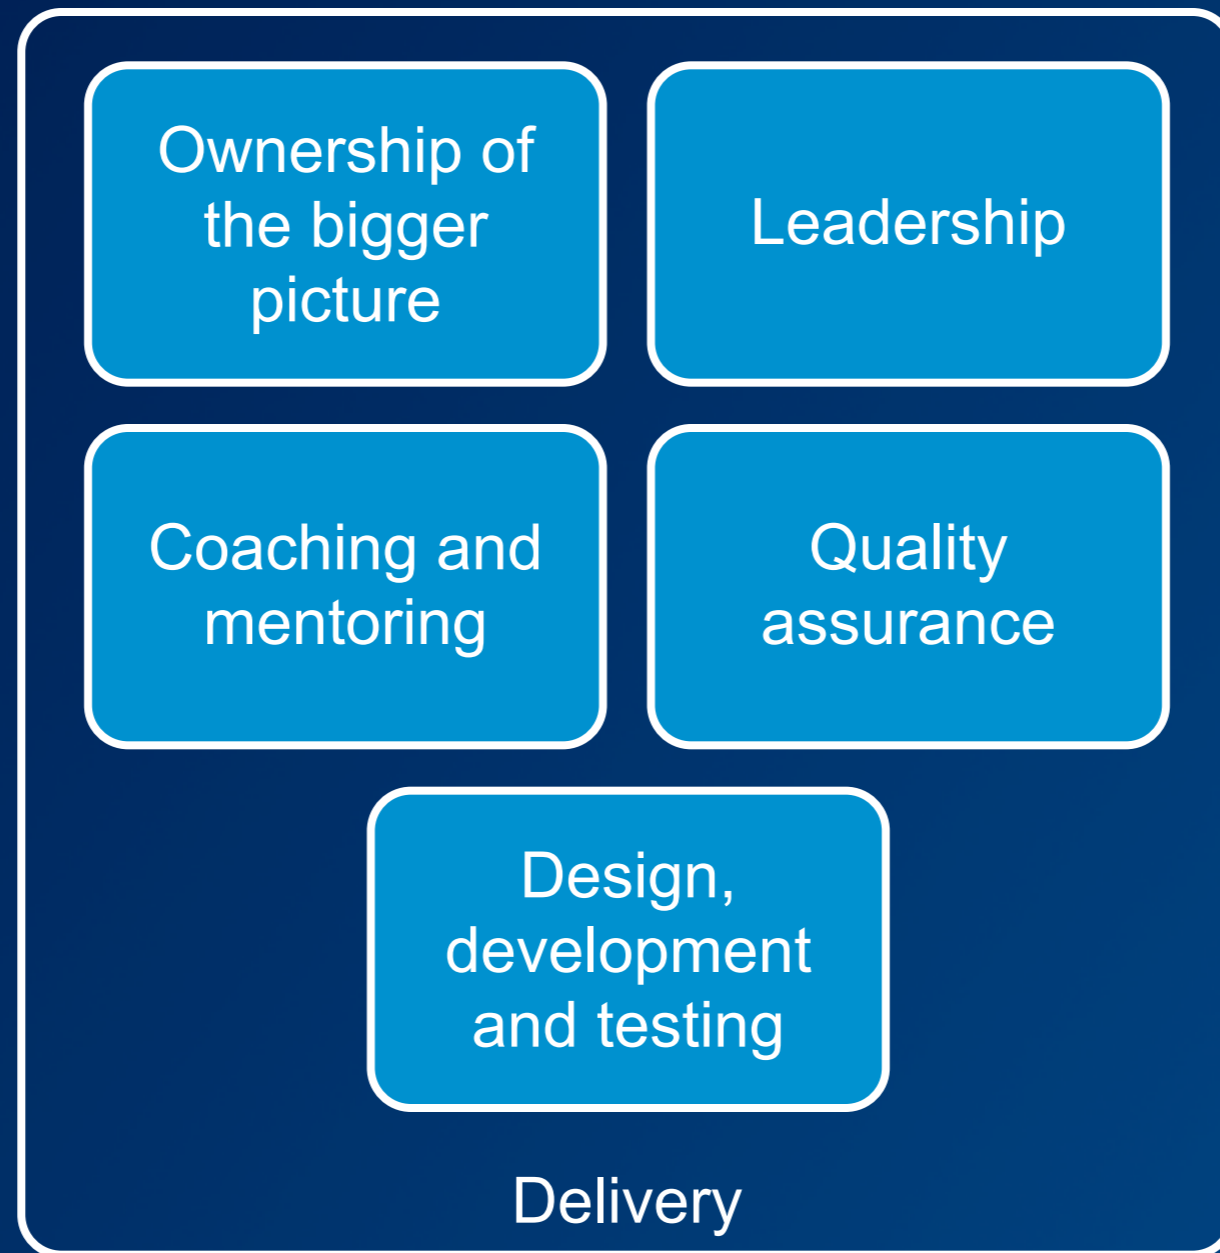 Ownership of
the bigger
picture
Leadership
Coaching and
mentoring
Quality
assurance
Design,
development
and testing
Delivery